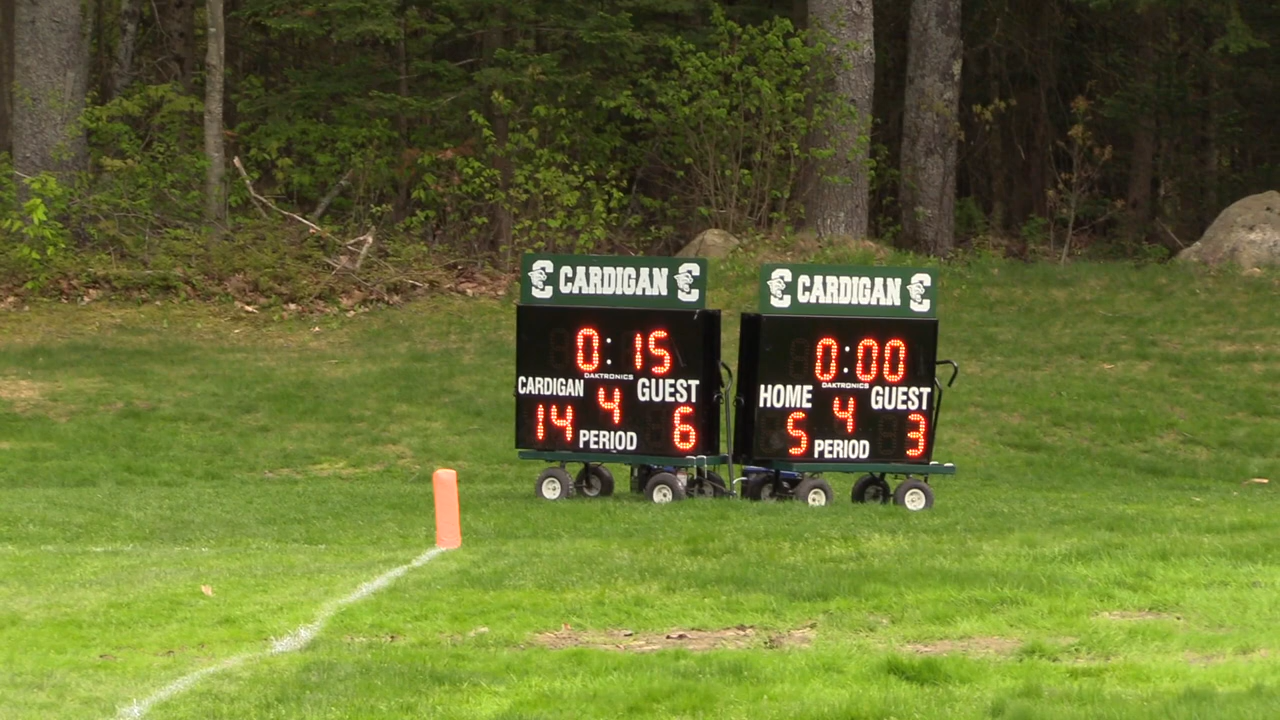 C CARDIGAN C
0:15
DAKTRONICS
CARDIGAN GUEST
14 4 6
PERIOD
C CARDIGAN C
0:00
DAKTRONICS
HOME GUEST
5 4 3
PERIOD